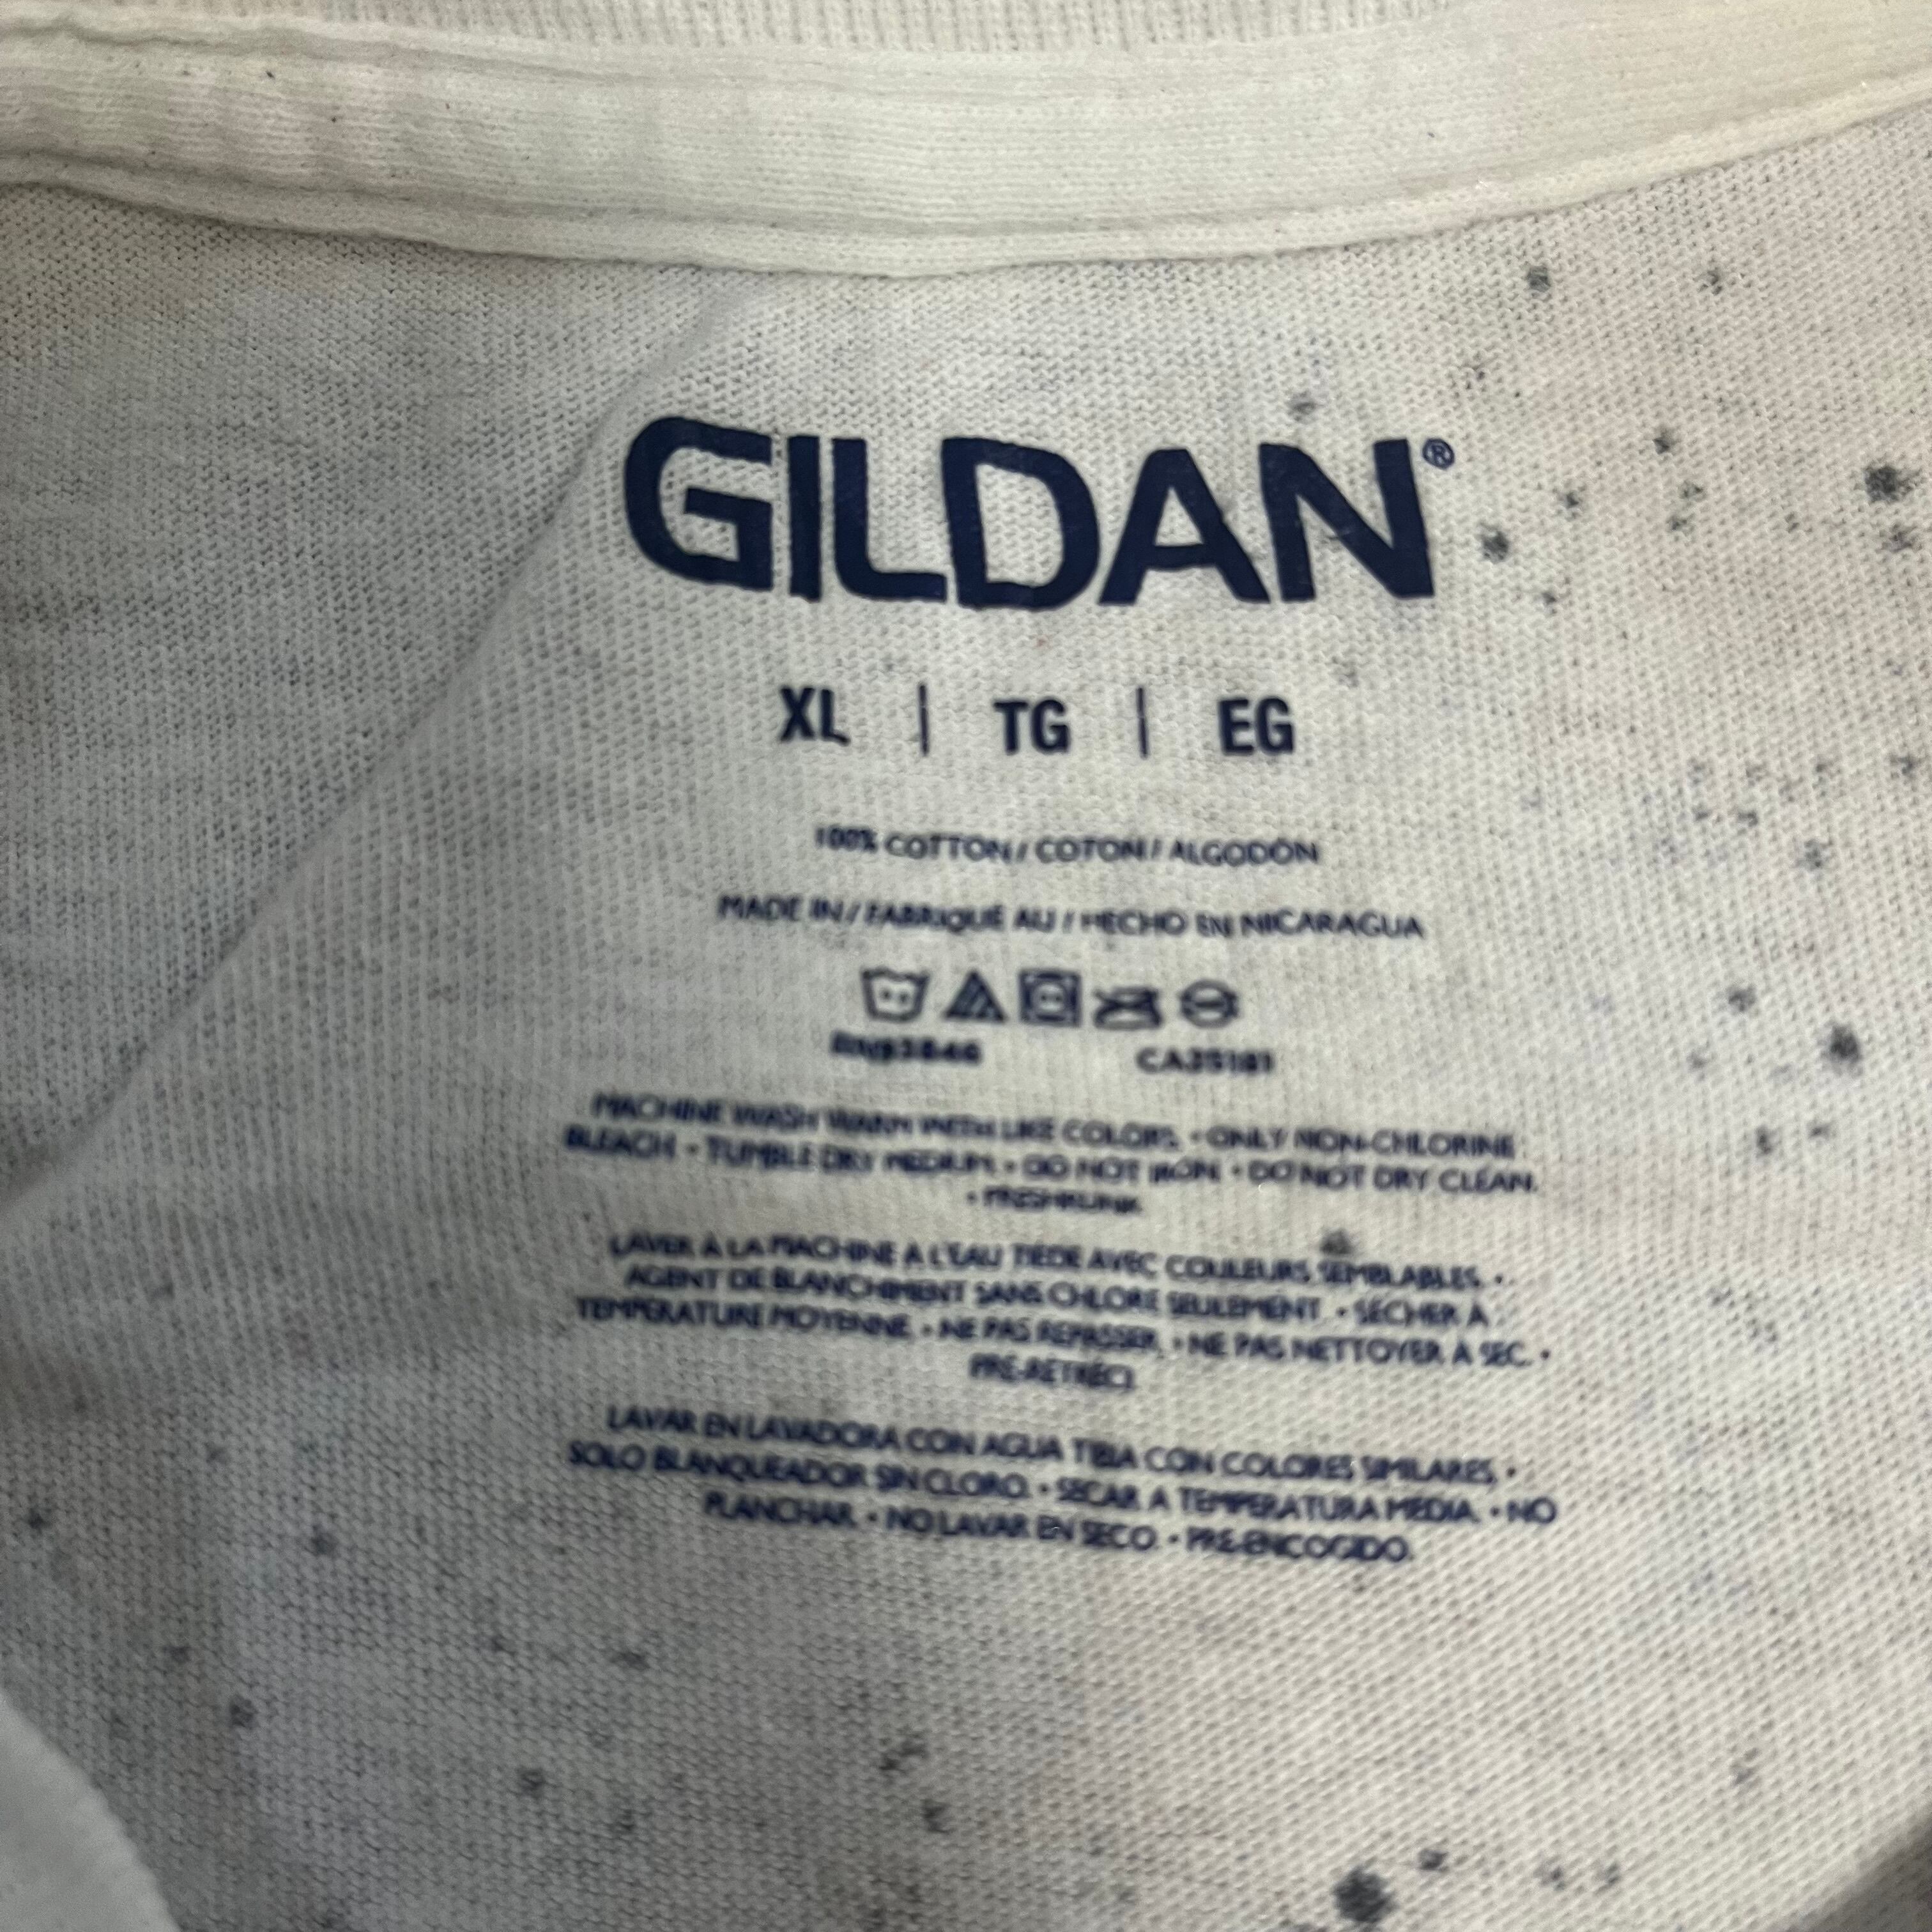 GILDAN®
XL | TG | EG
100% COTTON / COTON / ALGODÓN
MADE IN / FABRIQUÉ AU / HECHO EN NICARAGUA
CA35181
MACHINE WASH WARM WITH LIKE COLORS. • ONLY NON-CHLORINE
BLEACH • TUMBLE DRY MEDIUM. • DO NOT IRON. • DO NOT DRY CLEAN.
• PRESHRUNK
LAVER À LA MACHINE À L'EAU TIÈDE AVEC COULEURS SEMBLABLES. •
AGENT DE BLANCHIMENT SANS CHLORE SEULEMENT. • SÉCHER À
TEMPÉRATURE MOYENNE. • NE PAS REPASSER. • NE PAS NETTOYER À SEC. •
PRÉ-RÉTRÉCI.
LAVAR EN LAVADORA CON AGUA TIBIA CON COLORES SIMILARES. •
SOLO BLANQUEADOR SIN CLORO. • SECAR A TEMPERATURA MEDIA. • NO
PLANCHAR. • NO LAVAR EN SECO. • PRE-ENCOGIDO.